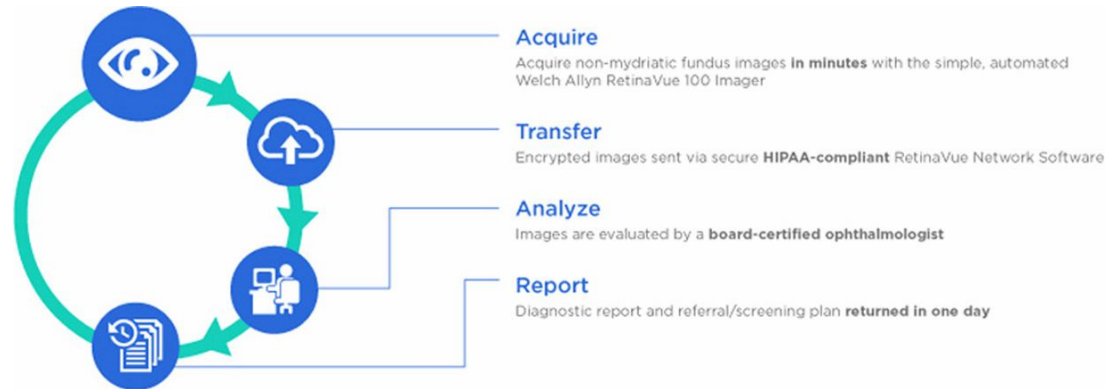 Acquire
Acquire non-mydriatic fundus images in minutes with the simple, automated
Welch Allyn RetinaVue 100 Imager
Transfer
Encrypted images sent via secure HIPAA-compliant RetinaVue Network Software
Analyze
Images are evaluated by a board-certified ophthalmologist
Report
Diagnostic report and referral/screening plan returned in one day